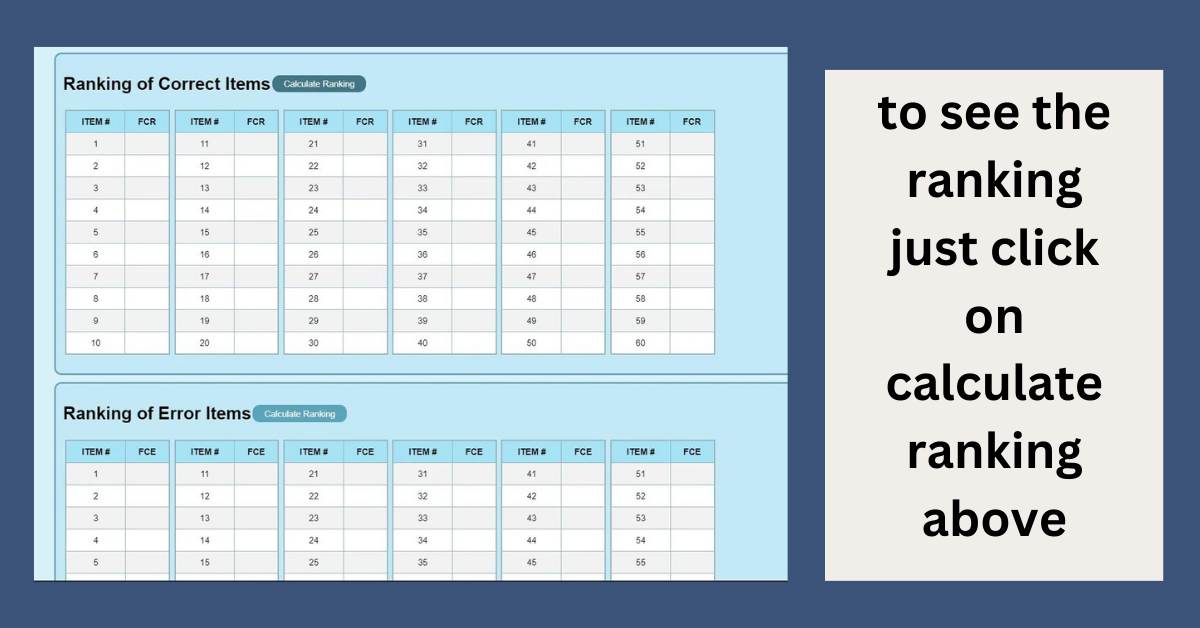 Ranking of Correct Items Calculate Ranking
ITEM # FCR ITEM # FCR ITEM # FCR ITEM # FCR ITEM # FCR ITEM # FCR
1 11 21 31 41 51
2 12 22 32 42 52
3 13 23 33 43 53
4 14 24 34 44 54
5 15 25 35 45 55
6 16 26 36 46 56
7 17 27 37 47 57
8 18 28 38 48 58
9 19 29 39 49 59
10 20 30 40 50 60
Ranking of Error Items Calculate Ranking
ITEM # FCE ITEM # FCE ITEM # FCE ITEM # FCE ITEM # FCE ITEM # FCE
1 11 21 31 41 51
2 12 22 32 42 52
3 13 23 33 43 53
4 14 24 34 44 54
5 15 25 35 45 55
to see the
ranking
just click
on
calculate
ranking
above